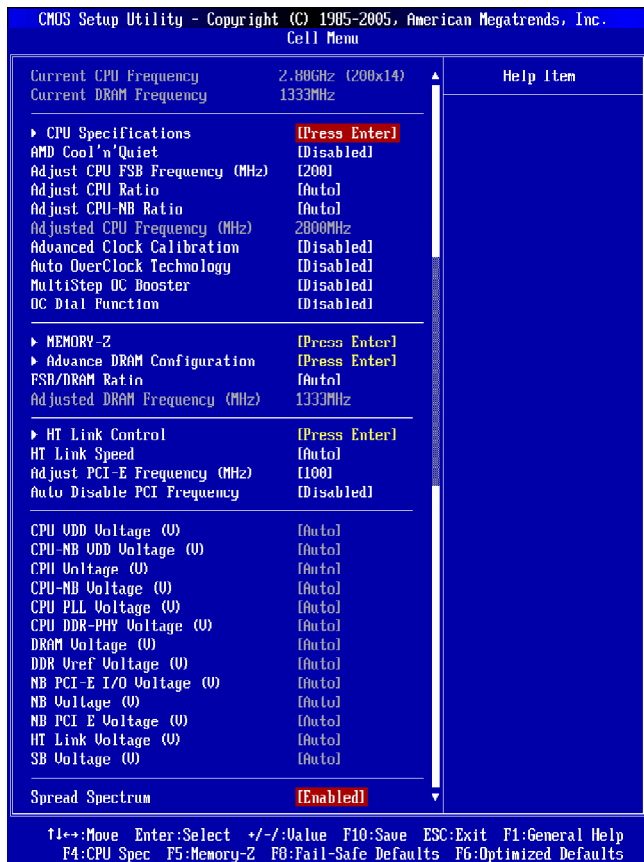 CMOS Setup Utility - Copyright (C) 1985-2005, American Megatrends, Inc.
Cell Menu
Current CPU Frequency 2.80GHz (200x14) Help Item
Current DRAM Frequency 1333MHz
CPU Specifications [Press Enter]
AMD Cool'n'Quiet [Disabled]
Adjust CPU FSB Frequency (MHz) [200]
Adjust CPU Ratio [Auto]
Adjust CPU-NB Ratio [Auto]
Adjusted CPU Frequency (MHz) 2800MHz
Advanced Clock Calibration [Disabled]
Auto OverClock Technology [Disabled]
MultiStep OC Booster [Disabled]
OC Dial Function [Disabled]
MEMORY-Z [Press Enter]
Advance DRAM Configuration [Press Enter]
FSB/DRAM Ratio [Auto]
Adjusted DRAM Frequency (MHz) 1333MHz
HT Link Control [Press Enter]
HT Link Speed [Auto]
Adjust PCI-E Frequency (MHz) [100]
Auto Disable PCI Frequency [Disabled]
CPU VDD Voltage (V) [Auto]
CPU-NB VDD Voltage (V) [Auto]
CPU Voltage (V) [Auto]
CPU-NB Voltage (V) [Auto]
CPU PLL Voltage (V) [Auto]
CPU DDR-PHY Voltage (V) [Auto]
DRAM Voltage (V) [Auto]
DDR Vref Voltage (V) [Auto]
NB PCI-E I/O Voltage (V) [Auto]
NB Voltage (V) [Auto]
NB PCI E Voltage (V) [Auto]
HT Link Voltage (V) [Auto]
SB Voltage (V) [Auto]
Spread Spectrum [Enabled]
↑↓←→:Move Enter:Select +/-/:Value F10:Save ESC:Exit F1:General Help
F4:CPU Spec F5:Memory-Z F8:Fail-Safe Defaults F6:Optimized Defaults